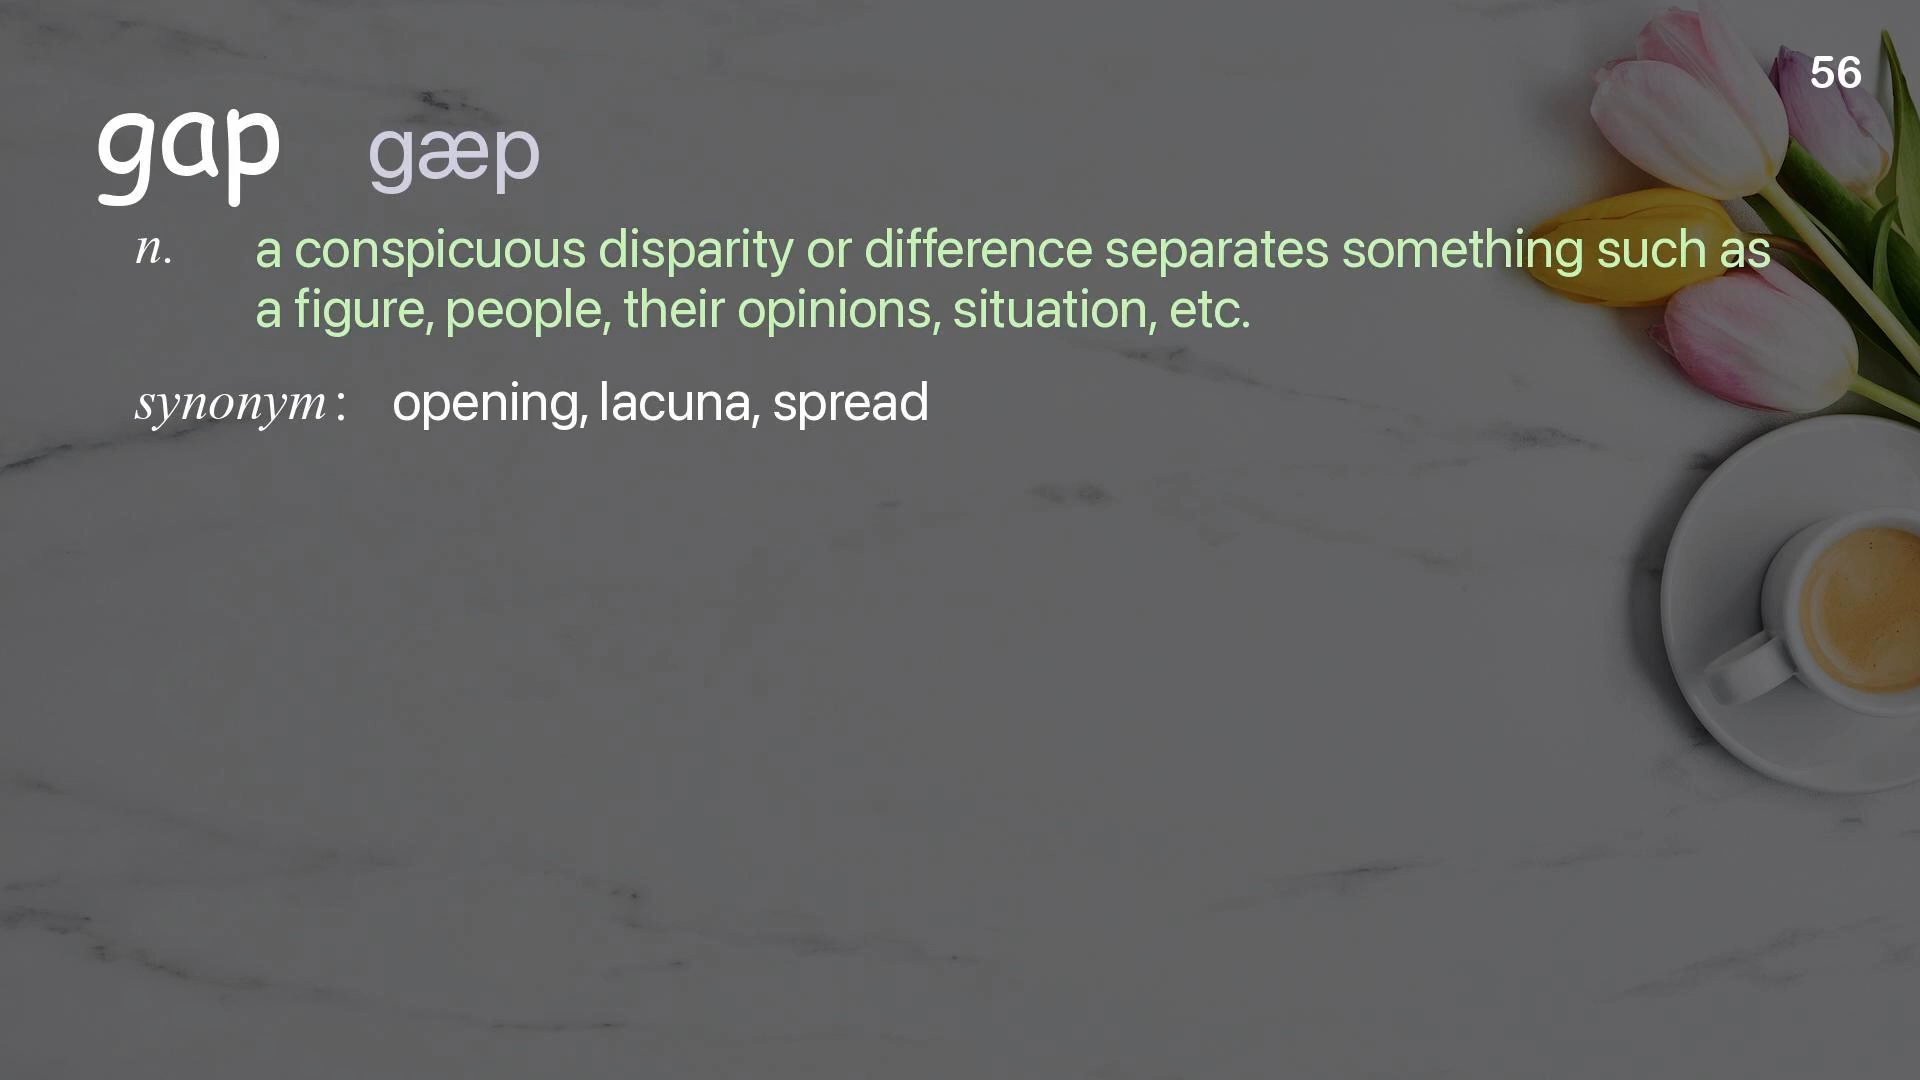 56
gap gæp
n. a conspicuous disparity or difference separates something such as
a figure, people, their opinions, situation, etc.
synonym: opening, lacuna, spread